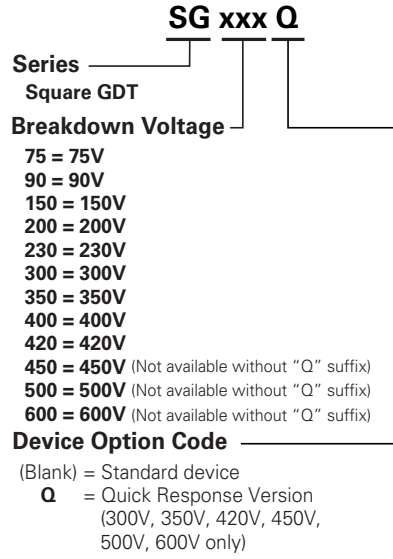 SG xxx Q
Series
Square GDT
Breakdown Voltage
75 = 75V
90 = 90V
150 = 150V
200 = 200V
230 = 230V
300 = 300V
350 = 350V
400 = 400V
420 = 420V
450 = 450V (Not available without “Q” suffix)
500 = 500V (Not available without “Q” suffix)
600 = 600V (Not available without “Q” suffix)
Device Option Code
(Blank) = Standard device
Q = Quick Response Version
(300V, 350V, 420V, 450V,
500V, 600V only)